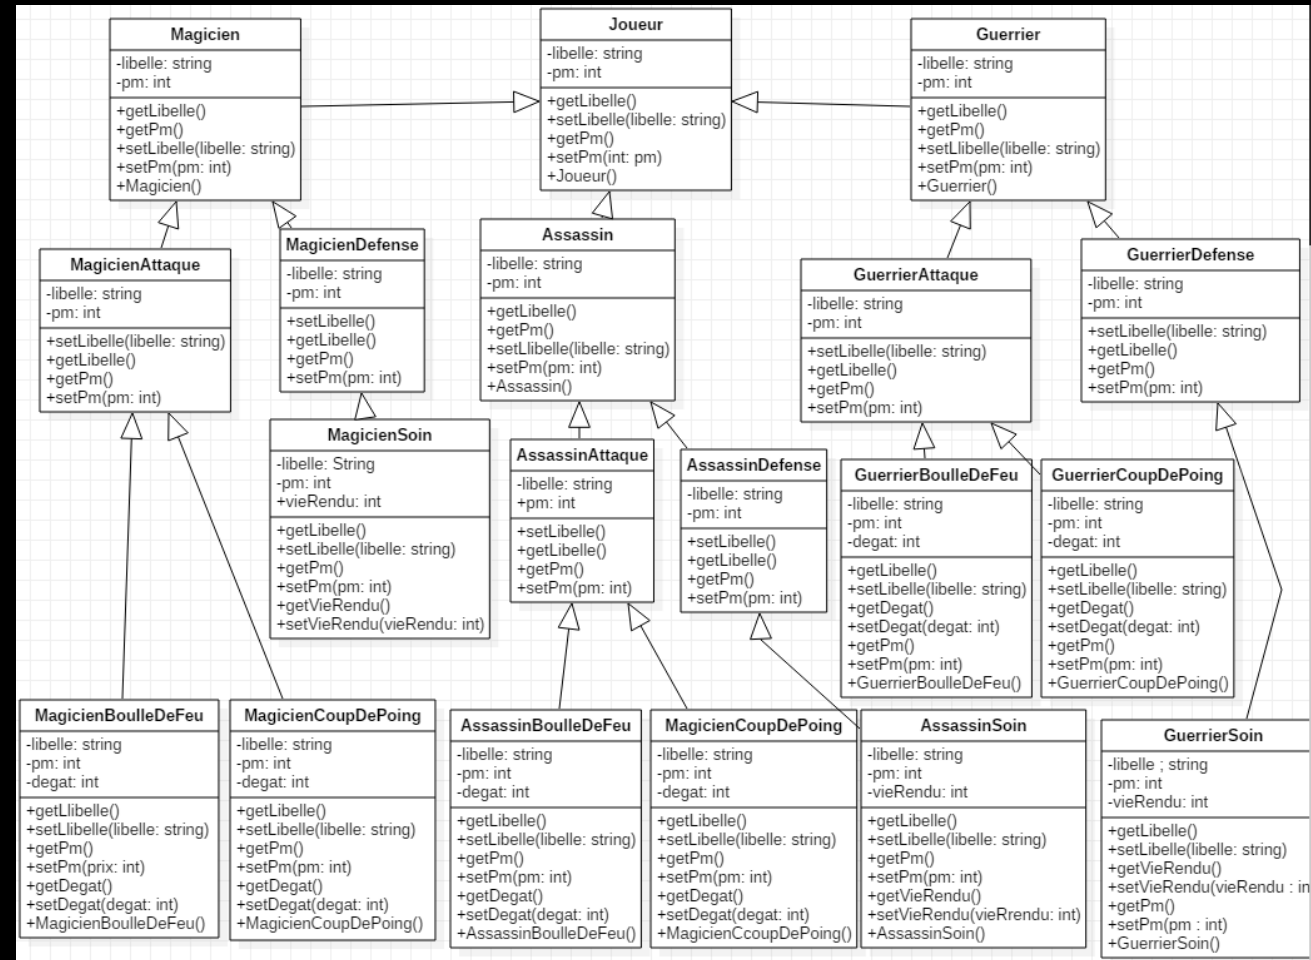 Magicien
-libelle: string
-pm: int
+getLibelle()
+getPm()
+setLlibelle(libelle: string)
+setPm(pm: int)
+Magicien()
Joueur
-libelle: string
-pm: int
+getLibelle()
+setLibelle(libelle: string)
+getPm()
+setPm(int: pm)
+Joueur()
Guerrier
-libelle: string
-pm: int
+getLibelle()
+getPm()
+setLlibelle(libelle: string)
+setPm(pm: int)
+Guerrier()
MagicienAttaque
-libelle: string
-pm: int
+setLibelle(libelle: string)
+getLibelle()
+getPm()
+setPm(pm: int)
MagicienDefense
-libelle: string
-pm: int
+setLibelle()
+getLibelle()
+getPm()
+setPm(pm: int)
Assassin
-libelle: string
-pm: int
+getLibelle()
+getPm()
+setLlibelle(libelle: string)
+setPm(pm: int)
+Assassin()
GuerrierAttaque
-libelle: string
-pm: int
+setLibelle(libelle: string)
+getLibelle()
+getPm()
+setPm(pm: int)
GuerrierDefense
-libelle: string
-pm: int
+setLibelle(libelle: string)
+getLibelle()
+getPm()
+setPm(pm: int)
MagicienSoin
-libelle: String
-pm: int
+vieRendu: int
+getLibelle()
+setLibelle(libelle: string)
+getPm()
+setPm(pm: int)
+getVieRendu()
+setVieRendu(vieRendu: int)
AssassinAttaque
-libelle: string
+pm: int
+setLibelle()
+getLibelle()
+getPm()
+setPm(pm: int)
AssassinDefense
-libelle: string
-pm: int
+setLibelle()
+getLibelle()
+getPm()
+setPm(pm: int)
GuerrierBoulleDeFeu
-libelle: string
-pm: int
-degat: int
+getLibelle()
+setLibelle(libelle: string)
+getDegat()
+setDegat(degat: int)
+getPm()
+setPm(pm: int)
+GuerrierBoulleDeFeu()
GuerrierCoupDePoing
-libelle: string
-pm: int
-degat: int
+getLibelle()
+setLibelle(libelle: string)
+getDegat()
+setDegat(degat: int)
+getPm()
+setPm(pm: int)
+GuerrierCoupDePoing()
MagicienBoulleDeFeu
-libelle: string
-pm: int
-degat: int
+getLlibelle()
+setLlibelle(libelle: string)
+getPm()
+setPm(prix: int)
+getDegat()
+setDegat(degat: int)
+MagicienBoulleDeFeu()
MagicienCoupDePoing
-libelle: string
-pm: int
-degat: int
+getLibelle()
+setLibelle(libelle: string)
+getPm()
+setPm(pm: int)
+getDegat()
+setDegat(degat: int)
+MagicienCoupDePoing()
AssassinBoulleDeFeu
-libelle: string
-pm: int
-degat: int
+getLibelle()
+setLibelle(libelle: string)
+getPm()
+setPm(pm: int)
+getDegat()
+setDegat(degat: int)
+AssassinBoulleDeFeu()
MagicienCoupDePoing
-libelle: string
-pm: int
-degat: int
+getLibelle()
+setLibelle(libelle: string)
+getPm()
+setPm(pm: int)
+getDegat()
+setDegat(degat: int)
+MagicienCcoupDePoing()
AssassinSoin
-libelle: string
-pm: int
-vieRendu: int
+getLibelle()
+setLibelle(libelle: string)
+getPm()
+setPm(pm: int)
+getVieRendu()
+setVieRendu(vieRrendu: int)
+AssassinSoin()
GuerrierSoin
-libelle ; string
-pm: int
-vieRendu: int
+getLibelle()
+setLibelle(libelle: string)
+getVieRendu()
+setVieRendu(vieRendu : in
+getPm()
+setPm(pm : int)
+GuerrierSoin()